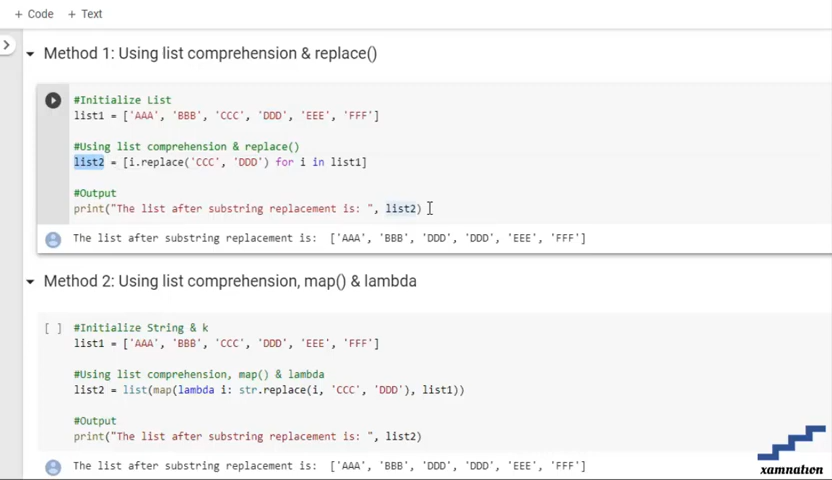 + Code + Text
Method 1: Using list comprehension & replace()
#Initialize List
list1 = ['AAA', 'BBB', 'CCC', 'DDD', 'EEE', 'FFF']
#Using list comprehension & replace()
list2 = [i.replace('CCC', 'DDD') for i in list1]
#Output
print("The list after substring replacement is: ", list2)
The list after substring replacement is:  ['AAA', 'BBB', 'DDD', 'DDD', 'EEE', 'FFF']
Method 2: Using list comprehension, map() & lambda
[ ] #Initialize String & k
list1 = ['AAA', 'BBB', 'CCC', 'DDD', 'EEE', 'FFF']
#Using list comprehension, map() & lambda
list2 = list(map(lambda i: str.replace(i, 'CCC', 'DDD'), list1))
#Output
print("The list after substring replacement is: ", list2)
The list after substring replacement is:  ['AAA', 'BBB', 'DDD', 'DDD', 'EEE', 'FFF']
xamnation